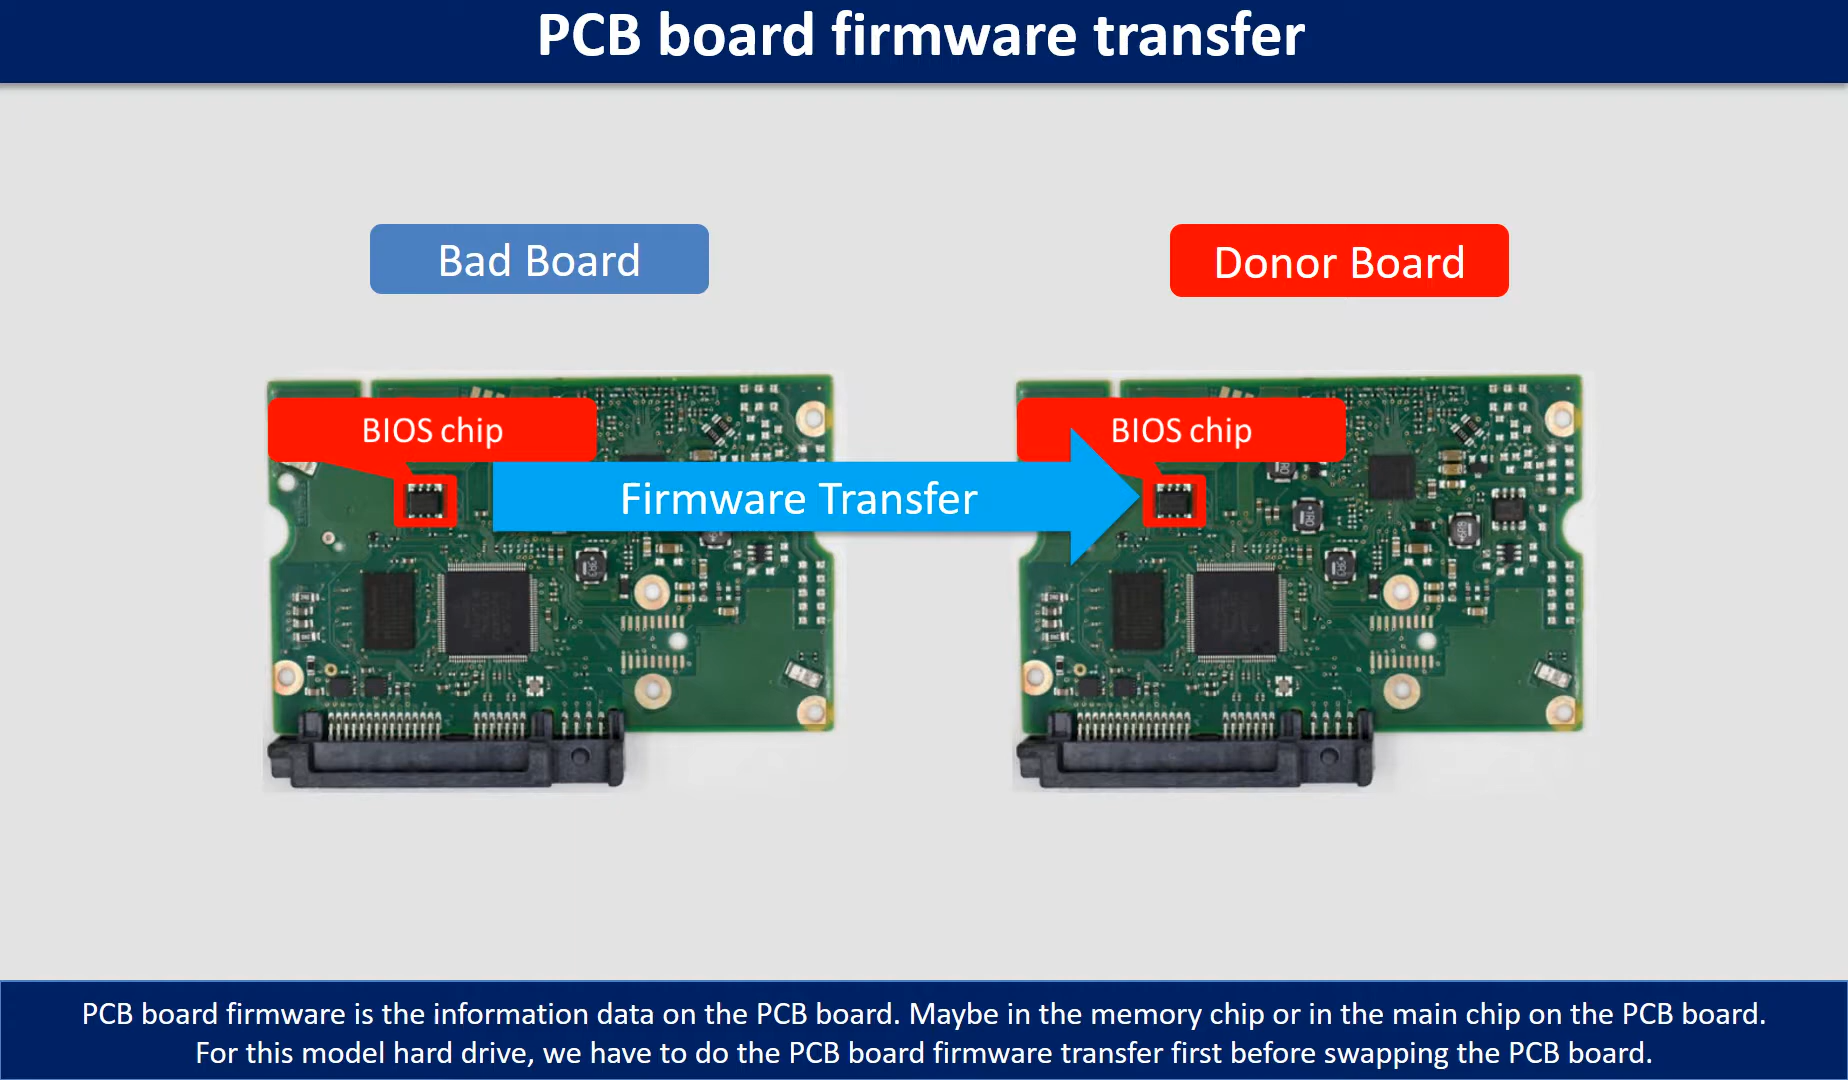 PCB board firmware transfer
Bad Board
Donor Board
BIOS chip
BIOS chip
Firmware Transfer
PCB board firmware is the information data on the PCB board. Maybe in the memory chip or in the main chip on the PCB board.
For this model hard drive, we have to do the PCB board firmware transfer first before swapping the PCB board.